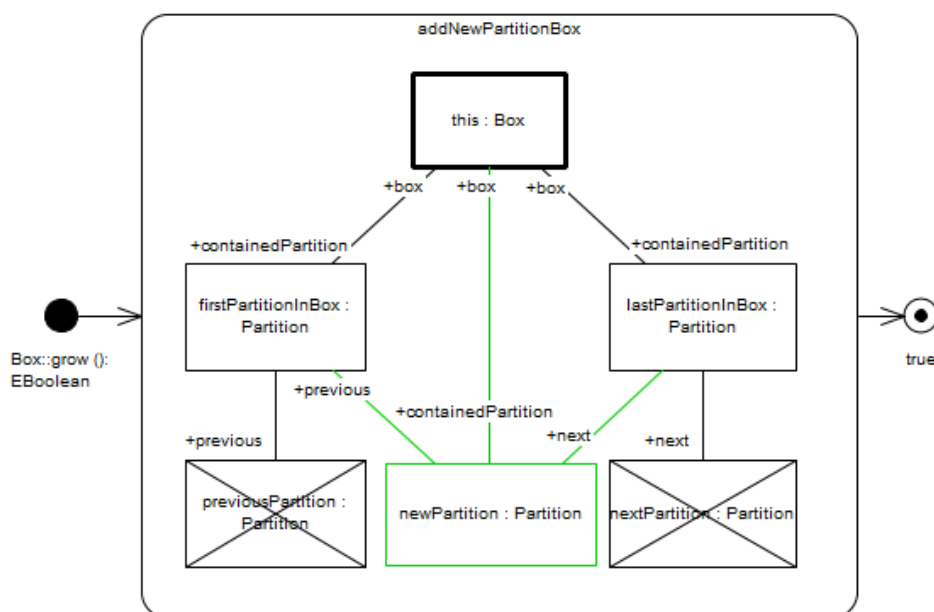 addNewPartitionBox
this : Box
+box
+box
+box
+containedPartition
+containedPartition
firstPartitionInBox :
Partition
lastPartitionInBox :
Partition
Box::grow ():
EBoolean
true
+previous
+containedPartition
+previous
+next
+next
previousPartition :
Partition
newPartition : Partition
nextPartition : Partition